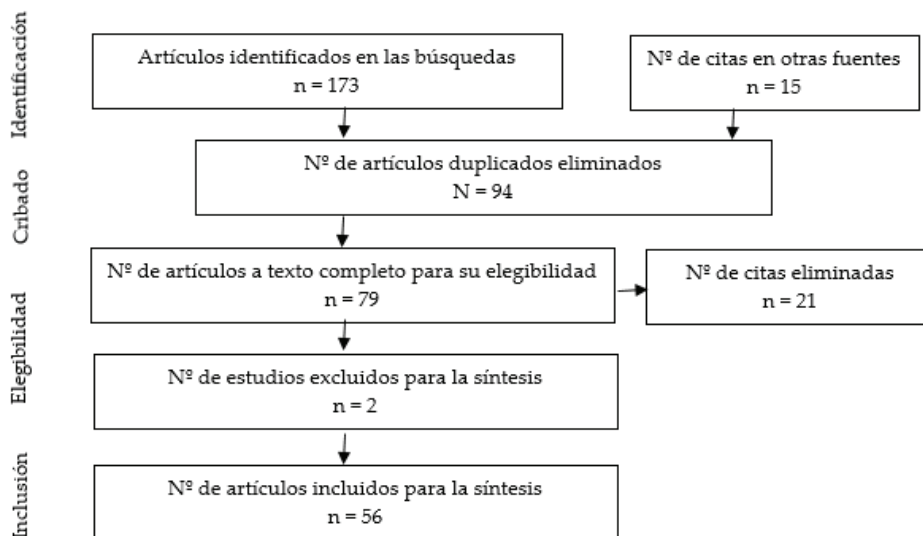 Identificación
Artículos identificados en las búsquedas
n = 173
Nº de citas en otras fuentes
n = 15
Cribado
Nº de artículos duplicados eliminados
N = 94
Elegibilidad
Nº de artículos a texto completo para su elegibilidad
n = 79
Nº de citas eliminadas
n = 21
Nº de estudios excluidos para la síntesis
n = 2
Inclusión
Nº de artículos incluidos para la síntesis
n = 56